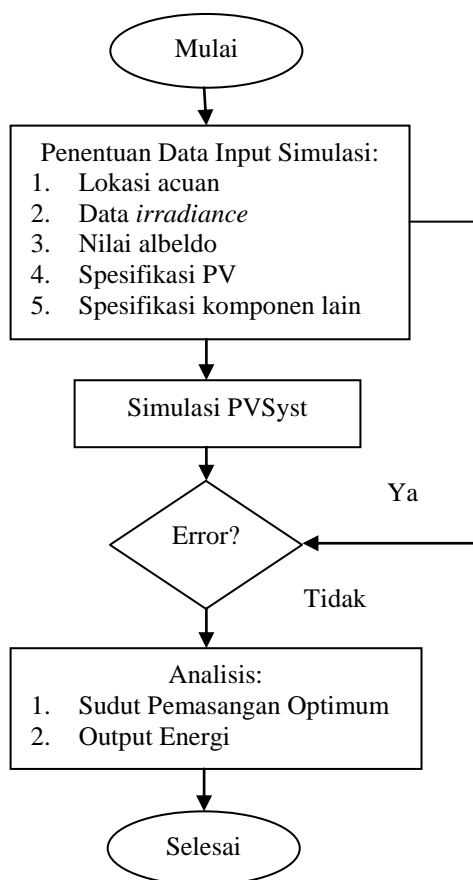 Mulai
Penentuan Data Input Simulasi:
1. Lokasi acuan
2. Data irradiance
3. Nilai albeldo
4. Spesifikasi PV
5. Spesifikasi komponen lain
Simulasi PVSyst
Ya
Error?
Tidak
Analisis:
1. Sudut Pemasangan Optimum
2. Output Energi
Selesai